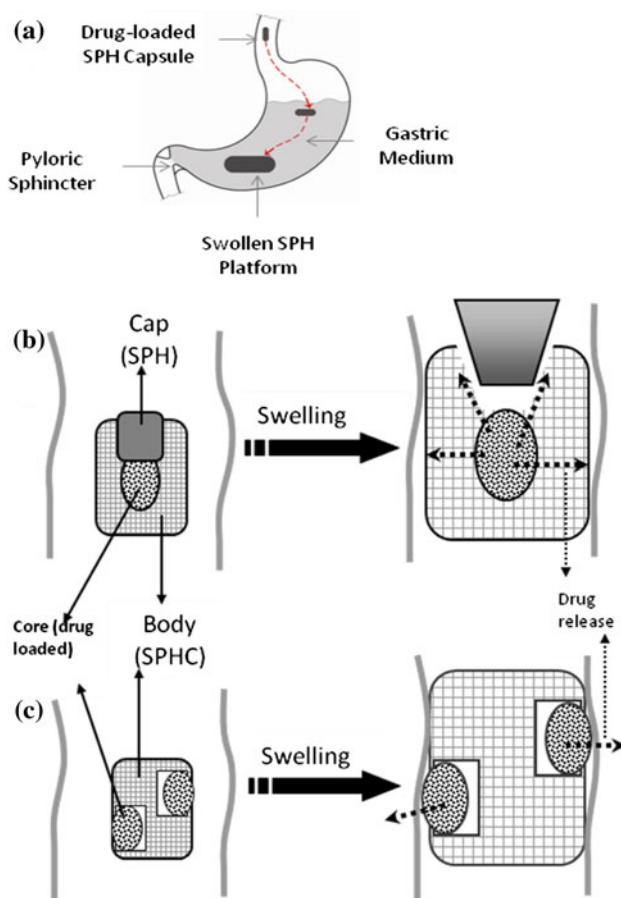 (a)
Drug-loaded
SPH Capsule
Pyloric
Sphincter
Gastric
Medium
Swollen SPH
Platform
(b)
Cap
(SPH)
Swelling
Core (drug
loaded)
Body
(SPHC)
Drug
release
(c)
Swelling